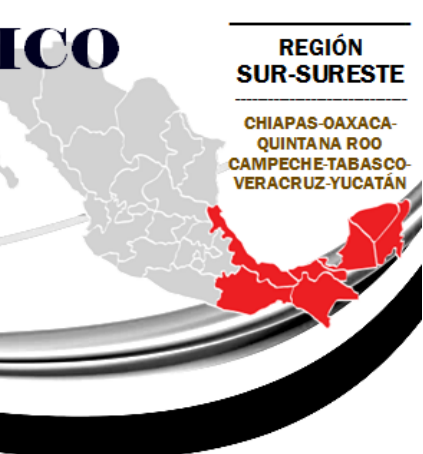 ICO
REGIÓN
SUR-SURESTE
CHIAPAS-OAXACA-
QUINTANA ROO
CAMPECHE-TABASCO-
VERACRUZ-YUCATÁN